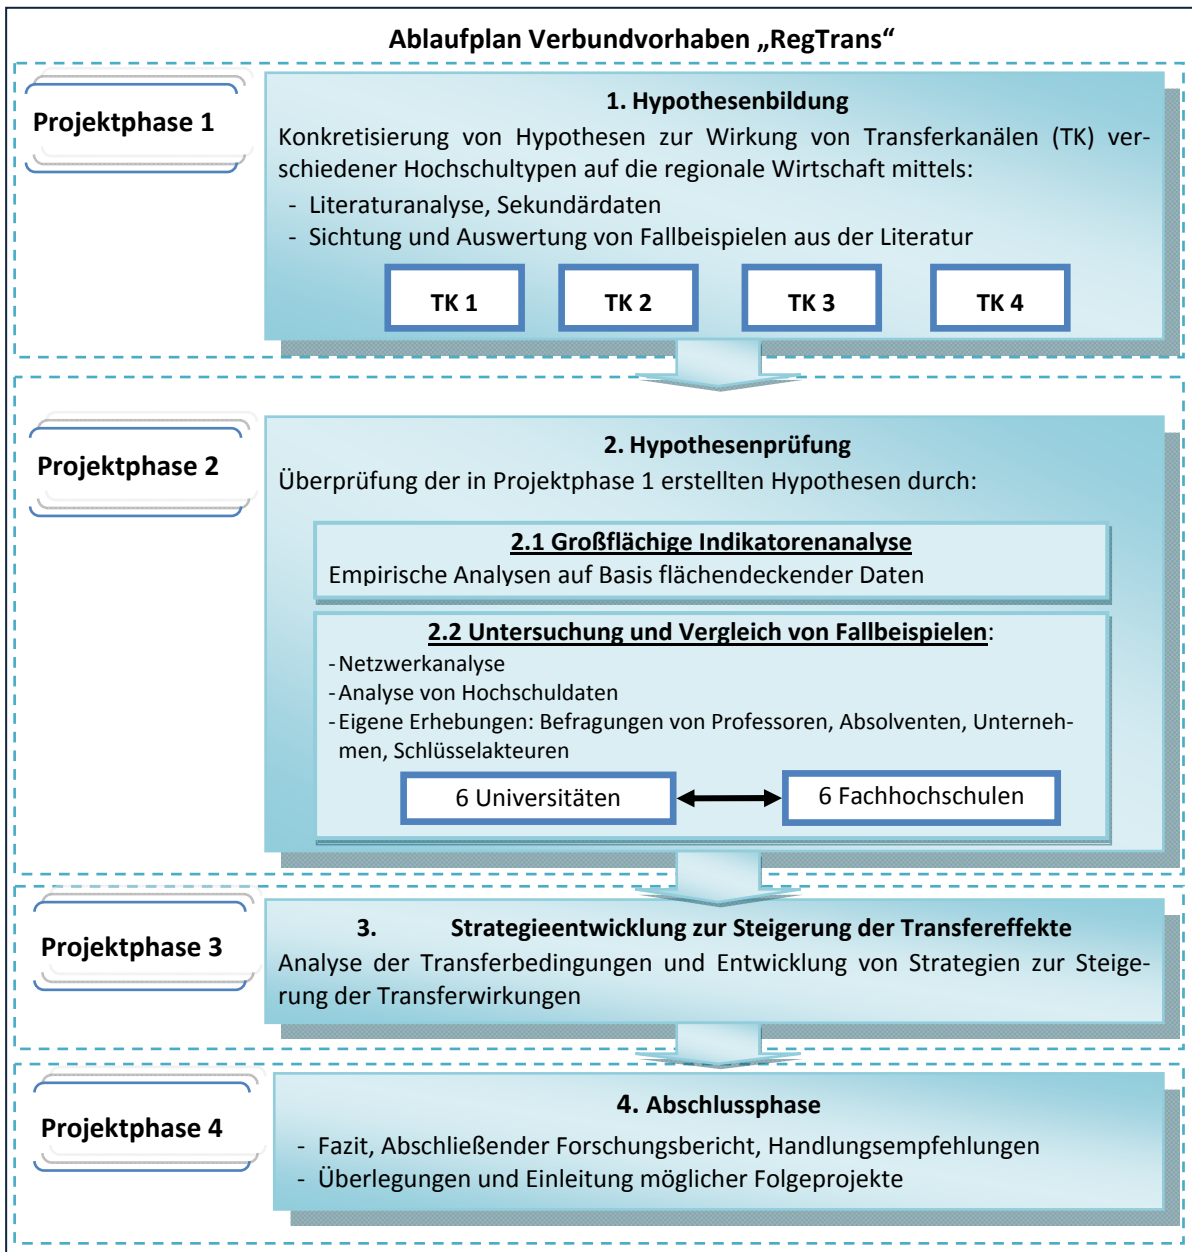 Ablaufplan Verbundvorhaben „RegTrans“
Projektphase 1
1. Hypothesenbildung
Konkretisierung von Hypothesen zur Wirkung von Transferkanälen (TK) ver-
schiedener Hochschultypen auf die regionale Wirtschaft mittels:
- Literaturanalyse, Sekundärdaten
- Sichtung und Auswertung von Fallbeispielen aus der Literatur
TK 1 TK 2 TK 3 TK 4
Projektphase 2
2. Hypothesenprüfung
Überprüfung der in Projektphase 1 erstellten Hypothesen durch:
2.1 Großflächige Indikatorenanalyse
Empirische Analysen auf Basis flächendeckender Daten
2.2 Untersuchung und Vergleich von Fallbeispielen:
- Netzwerkanalyse
- Analyse von Hochschuldaten
- Eigene Erhebungen: Befragungen von Professoren, Absolventen, Unterneh-
men, Schlüsselakteuren
6 Universitäten 6 Fachhochschulen
Projektphase 3
3. Strategieentwicklung zur Steigerung der Transfereffekte
Analyse der Transferbedingungen und Entwicklung von Strategien zur Steige-
rung der Transferwirkungen
Projektphase 4
4. Abschlussphase
- Fazit, Abschließender Forschungsbericht, Handlungsempfehlungen
- Überlegungen und Einleitung möglicher Folgeprojekte